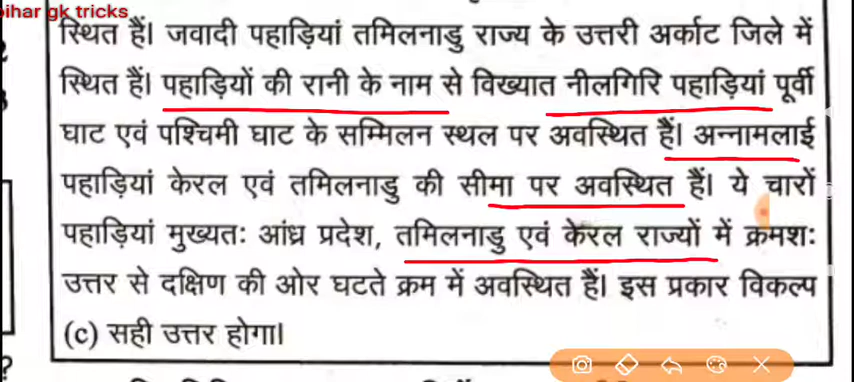 bihar gk tricks
स्थित हैं। जवादी पहाड़ियां तमिलनाडु राज्य के उत्तरी अर्काट जिले में
स्थित हैं। पहाड़ियों की रानी के नाम से विख्यात नीलगिरि पहाड़ियां पूर्वी
घाट एवं पश्चिमी घाट के सम्मिलन स्थल पर अवस्थित हैं। अन्नामलाई
पहाड़ियां केरल एवं तमिलनाडु की सीमा पर अवस्थित हैं। ये चारों
पहाड़ियां मुख्यतः आंध्र प्रदेश, तमिलनाडु एवं केरल राज्यों में क्रमशः
उत्तर से दक्षिण की ओर घटते क्रम में अवस्थित हैं। इस प्रकार विकल्प
(c) सही उत्तर होगा।
?